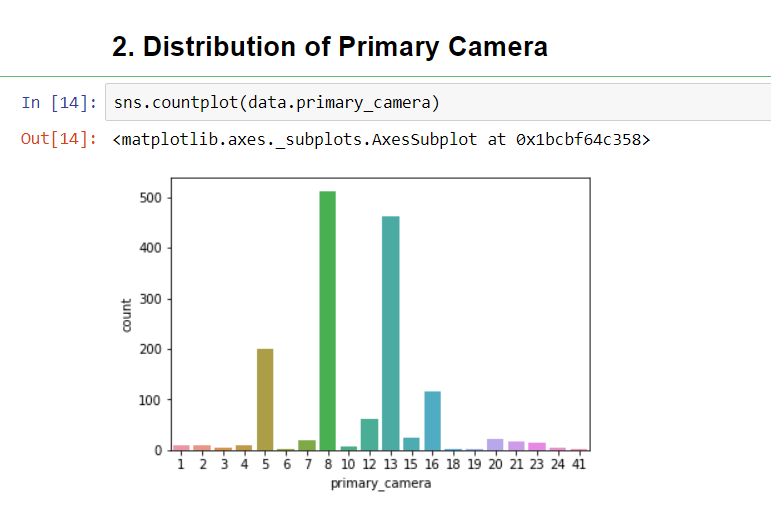 2. Distribution of Primary Camera
In [14]: sns.countplot(data.primary_camera)
Out[14]: <matplotlib.axes._subplots.AxesSubplot at 0x1bcbf64c358>
500
400
300
200
100
0
count
1 2 3 4 5 6 7 8 10 12 13 15 16 18 19 20 21 23 24 41
primary_camera